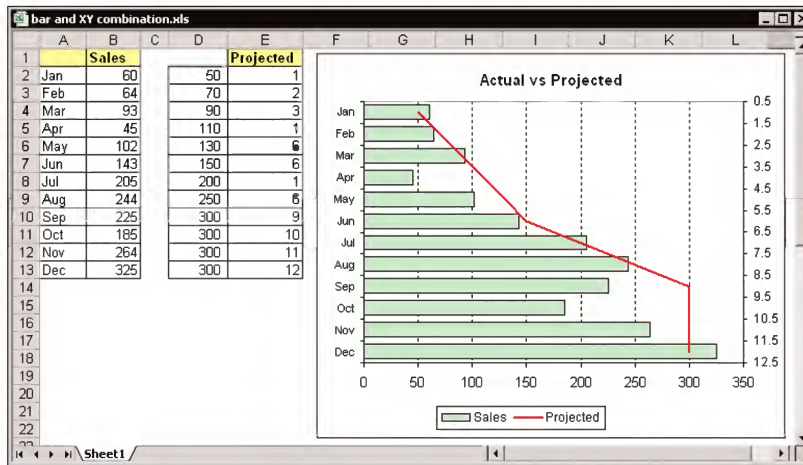 bar and XY combination.xls
A B C D E F G H I J K L
1 Sales Projected
2 Jan 60 50 1
3 Feb 64 70 2
4 Mar 93 90 3
5 Apr 45 110 1
6 May 102 130
7 Jun 143 150 6
8 Jul 205 200 1
9 Aug 244 250
10 Sep 225 300 9
11 Oct 185 300 10
12 Nov 264 300 11
13 Dec 325 300 12
14
15
16
17
18
19
20
21
22
Actual vs Projected
Jan
Feb
Mar
Apr
May
Jun
Jul
Aug
Sep
Oct
Nov
Dec
0.5
1.5
2.5
3.5
4.5
5.5
6.5
7.5
8.5
9.5
10.5
11.5
12.5
0 50 100 150 200 250 300 350
Sales Projected
Sheet1